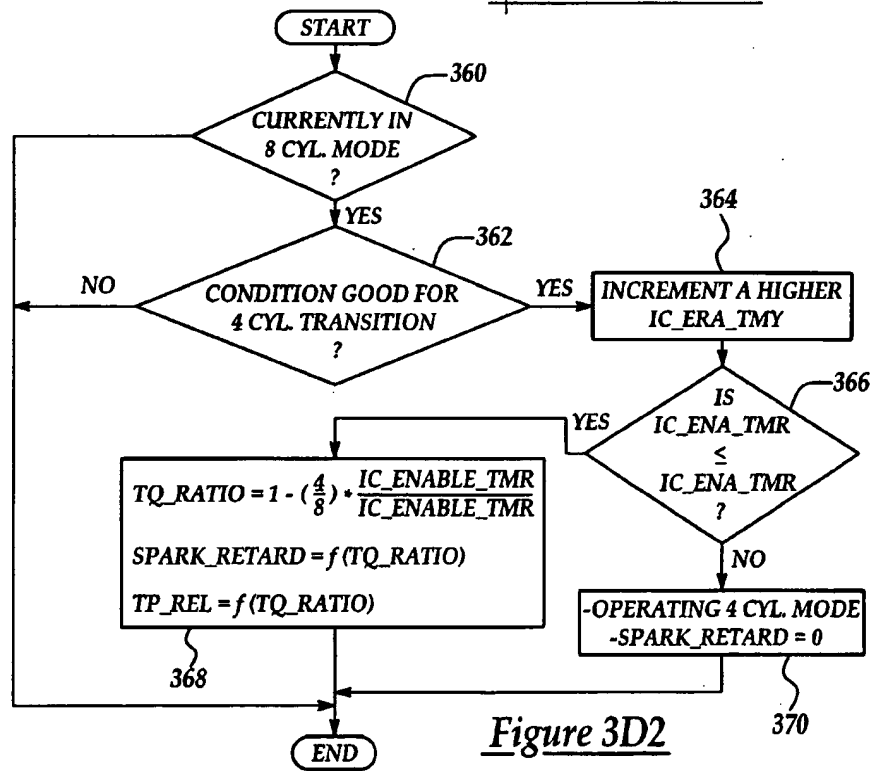 START
360
CURRENTLY IN
8 CYL. MODE
?
YES
362
NO
CONDITION GOOD FOR
4 CYL. TRANSITION
?
YES
364
INCREMENT A HIGHER
IC_ERA_TMY
366
IS
IC_ENA_TMR
≤
IC_ENA_TMR
?
YES
NO
TQ_RATIO = 1 - (4/8) * IC_ENABLE_TMR / IC_ENABLE_TMR
SPARK_RETARD = f (TQ_RATIO)
TP_REL = f (TQ_RATIO)
368
-OPERATING 4 CYL. MODE
-SPARK_RETARD = 0
370
END
Figure 3D2